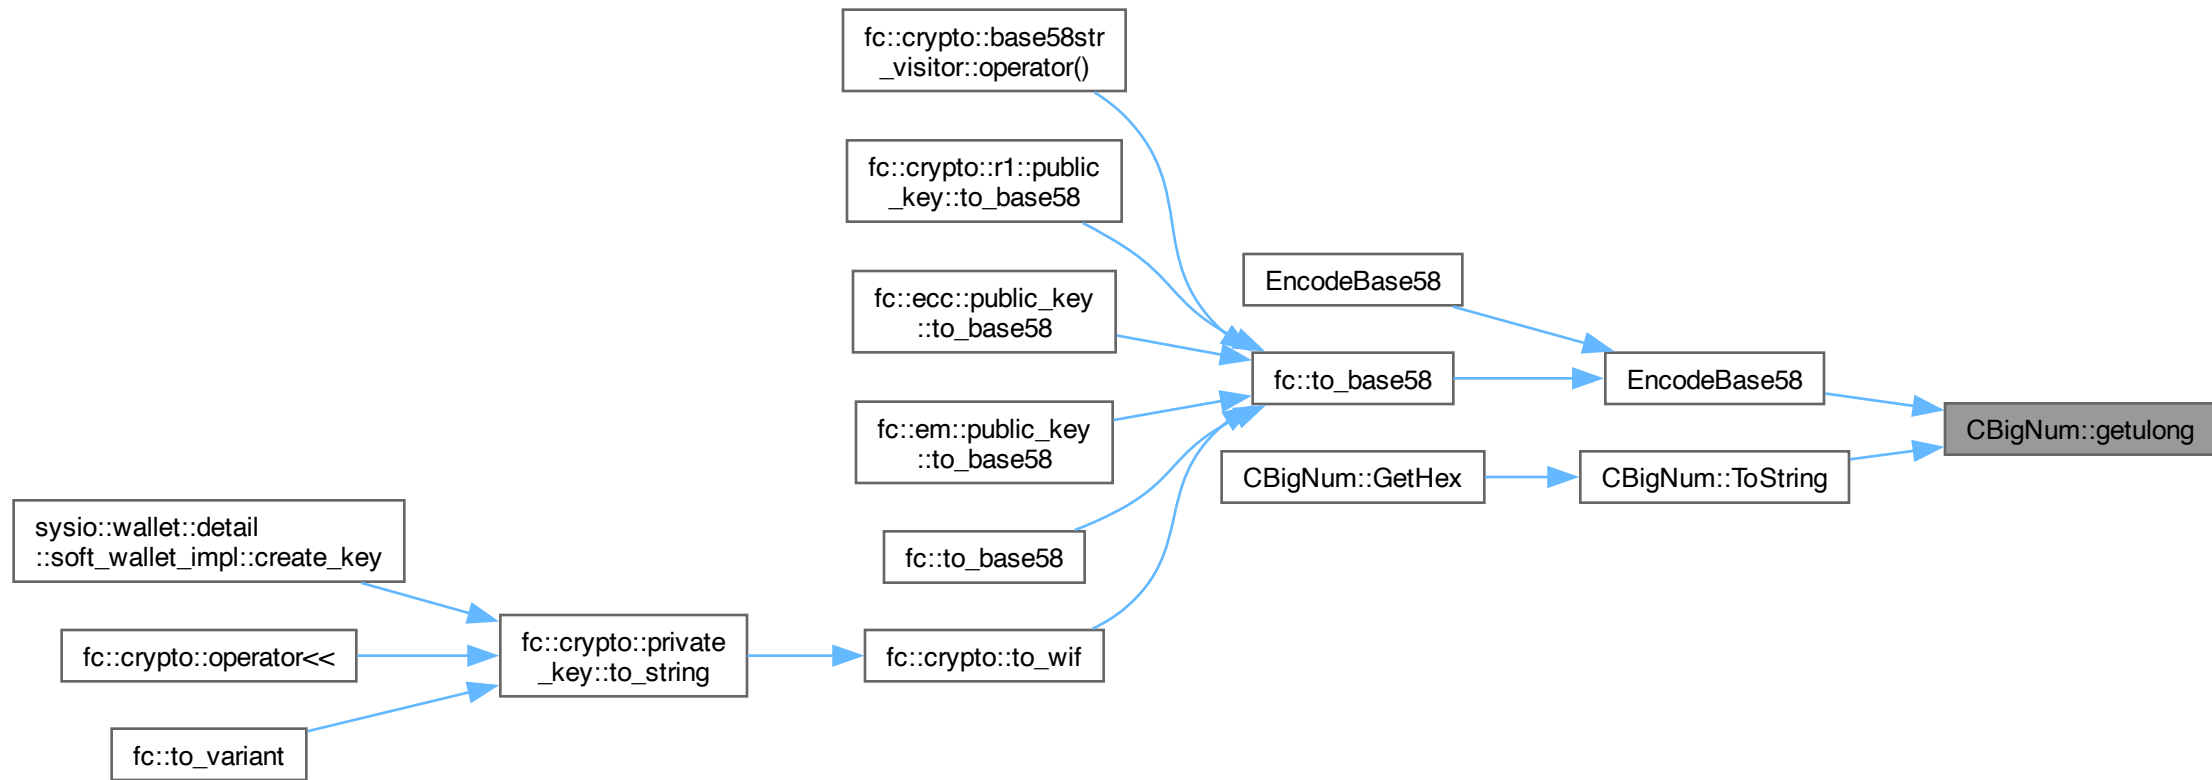 fc::crypto::base58str
_visitor::operator()
fc::crypto::r1::public
_key::to_base58
fc::ecc::public_key
::to_base58
fc::em::public_key
::to_base58
fc::to_base58
fc::crypto::to_wif
EncodeBase58
fc::to_base58
CBigNum::GetHex
EncodeBase58
CBigNum::ToString
CBigNum::getulong
sysio::wallet::detail
::soft_wallet_impl::create_key
fc::crypto::operator<<
fc::to_variant
fc::crypto::private
_key::to_string